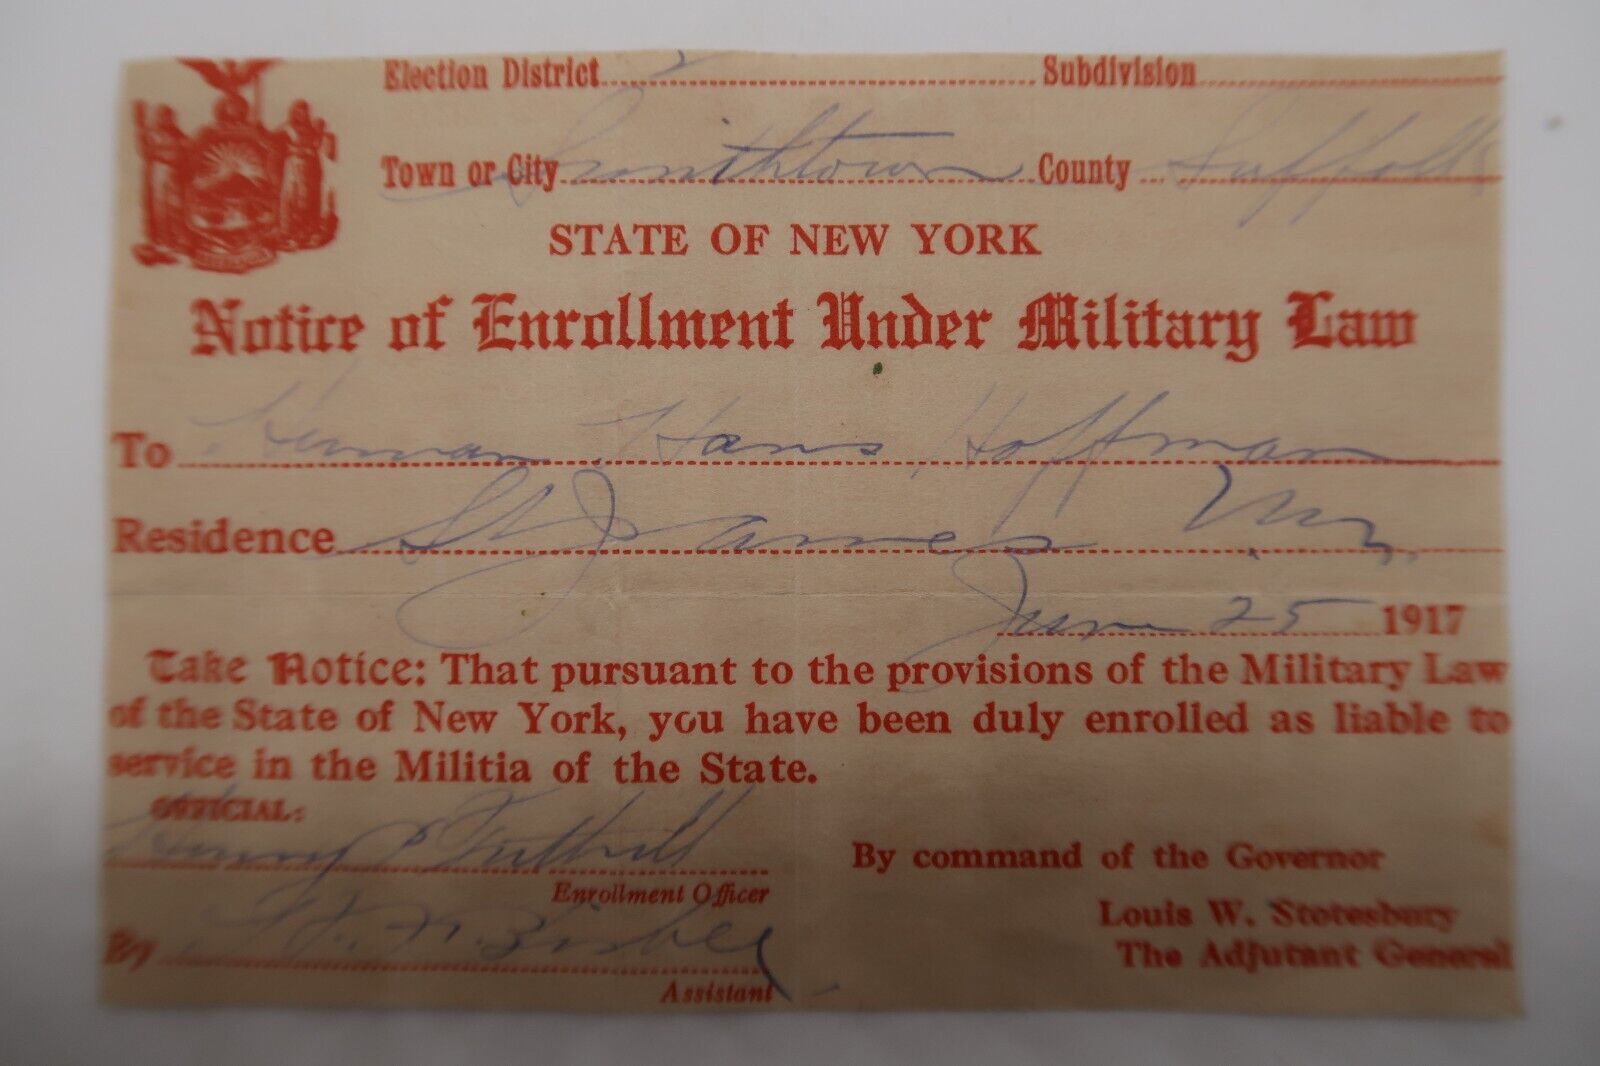 Election District 2 Subdivision
Town or City Smithtown County Suffolk
STATE OF NEW YORK
Notice of Enrollment Under Military Law
To Herman Hans Hoffman
Residence St James N.Y.
June 25 1917
Take Notice: That pursuant to the provisions of the Military Law
of the State of New York, you have been duly enrolled as liable to
service in the Militia of the State.
OFFICIAL:
Henry Tuthill
Enrollment Officer
By the command of the Governor
Louis W. Stotesbury
The Adjutant General
By
Assistant